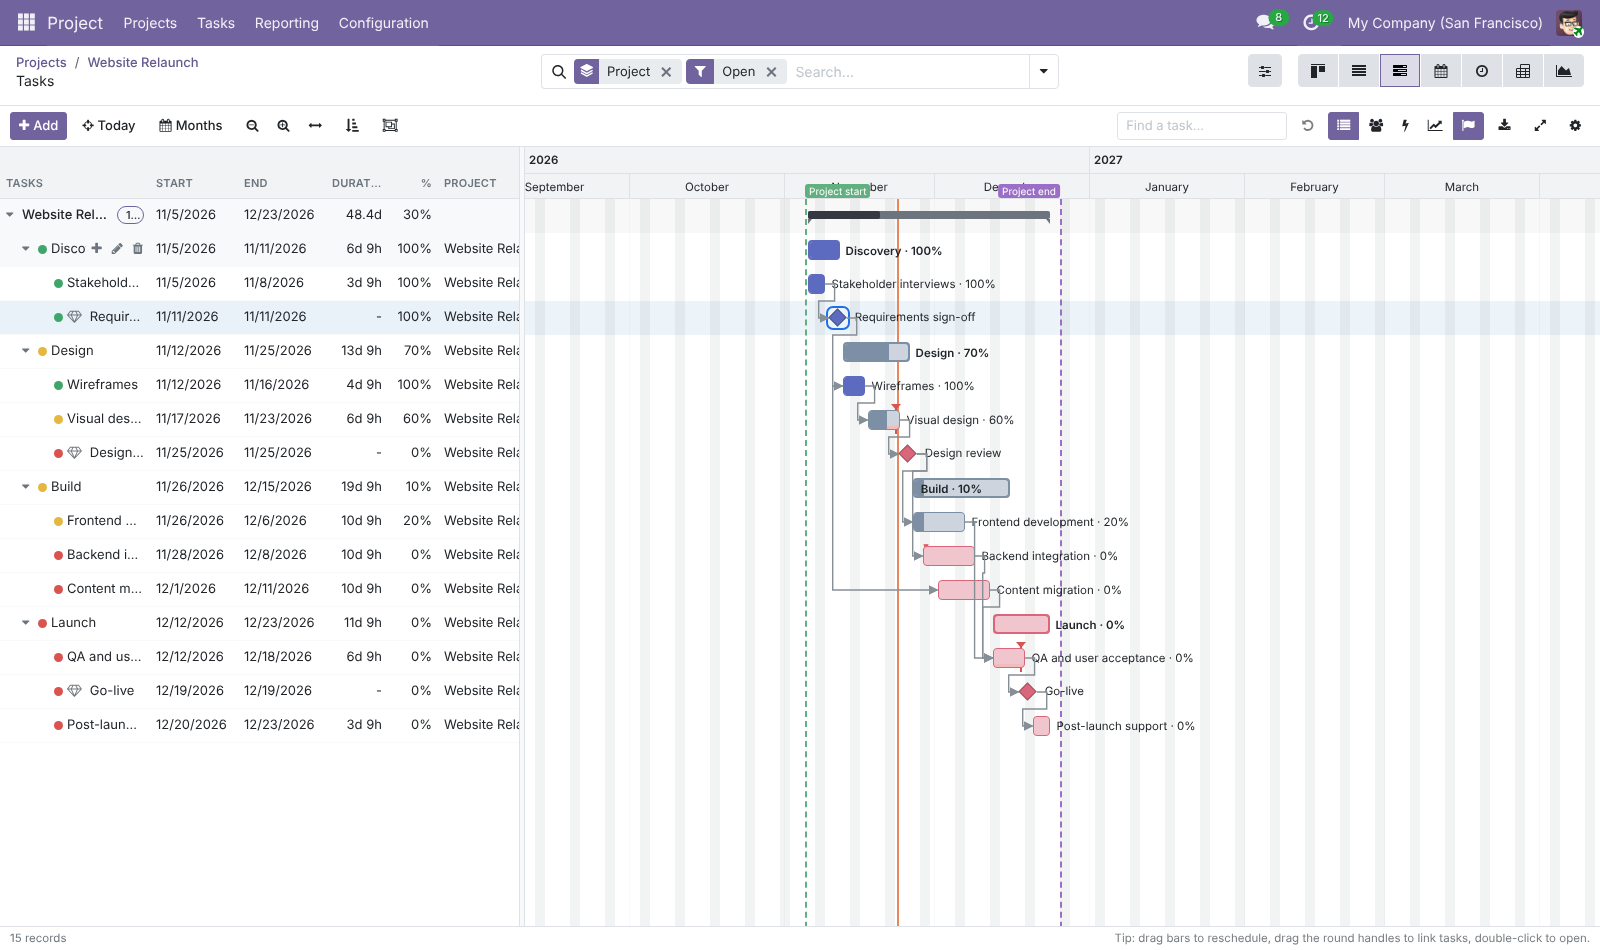 Project Projects Tasks Reporting Configuration 8 12 My Company (San Francisco)
Projects / Website Relaunch
Tasks
Project Open Search...
Add Today Months Find a task...
2026 2027
TASKS START END DURAT... % PROJECT
September October December January February March
Project start Project end
Website Rel... 1... 11/5/2026 12/23/2026 48.4d 30%
Disco 11/5/2026 11/11/2026 6d 9h 100% Website Rela
Discovery · 100%
Stakehold... 11/5/2026 11/8/2026 3d 9h 100% Website Rela
Stakeholder interviews · 100%
Requir... 11/11/2026 11/11/2026 - 100% Website Rela
Requirements sign-off
Design 11/12/2026 11/25/2026 13d 9h 70% Website Rela
Design · 70%
Wireframes 11/12/2026 11/16/2026 4d 9h 100% Website Rela
Wireframes · 100%
Visual des... 11/17/2026 11/23/2026 6d 9h 60% Website Rela
Visual design · 60%
Design... 11/25/2026 11/25/2026 - 0% Website Rela
Design review
Build 11/26/2026 12/15/2026 19d 9h 10% Website Rela
Build · 10%
Frontend ... 11/26/2026 12/6/2026 10d 9h 20% Website Rela
Frontend development · 20%
Backend i... 11/28/2026 12/8/2026 10d 9h 0% Website Rela
Backend integration · 0%
Content m... 12/1/2026 12/11/2026 10d 9h 0% Website Rela
Content migration · 0%
Launch 12/12/2026 12/23/2026 11d 9h 0% Website Rela
Launch · 0%
QA and us... 12/12/2026 12/18/2026 6d 9h 0% Website Rela
QA and user acceptance · 0%
Go-live 12/19/2026 12/19/2026 - 0% Website Rela
Go-live
Post-laun... 12/20/2026 12/23/2026 3d 9h 0% Website Rela
Post-launch support · 0%
15 records
Tip: drag bars to reschedule, drag the round handles to link tasks, double-click to open.